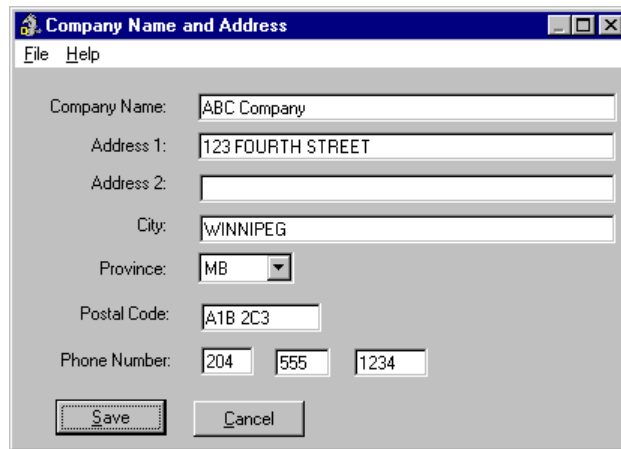 Company Name and Address
File Help
Company Name: ABC Company
Address 1: 123 FOURTH STREET
Address 2:
City: WINNIPEG
Province: MB
Postal Code: A1B 2C3
Phone Number: 204 555 1234
Save Cancel